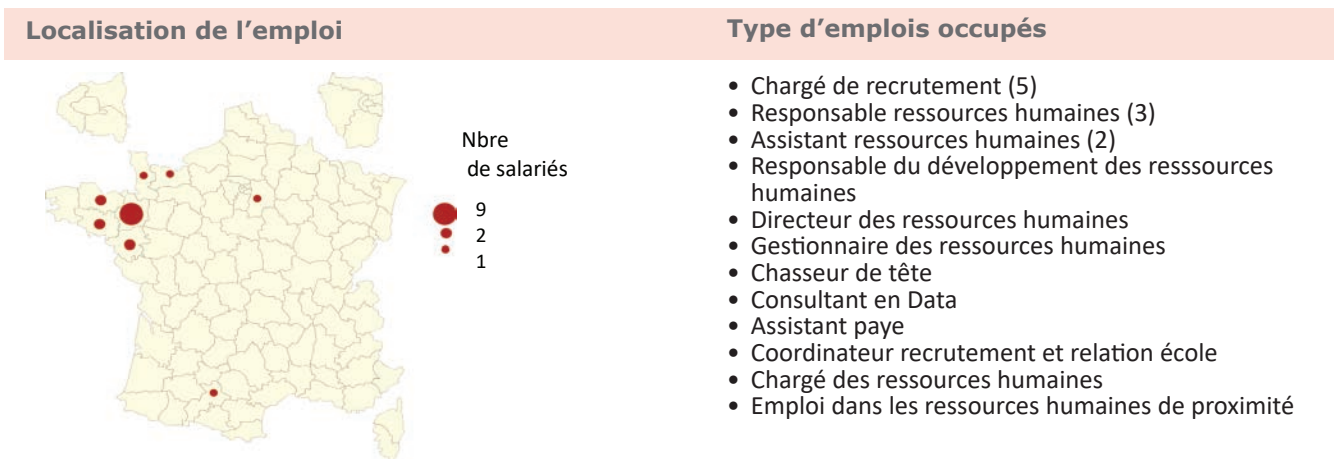 Localisation de l’emploi
Type d’emplois occupés
Nbre
de salariés
9
2
1
• Chargé de recrutement (5)
• Responsable ressources humaines (3)
• Assistant ressources humaines (2)
• Responsable du développement des resssources
humaines
• Directeur des ressources humaines
• Gestionnaire des ressources humaines
• Chasseur de tête
• Consultant en Data
• Assistant paye
• Coordinateur recrutement et relation école
• Chargé des ressources humaines
• Emploi dans les ressources humaines de proximité